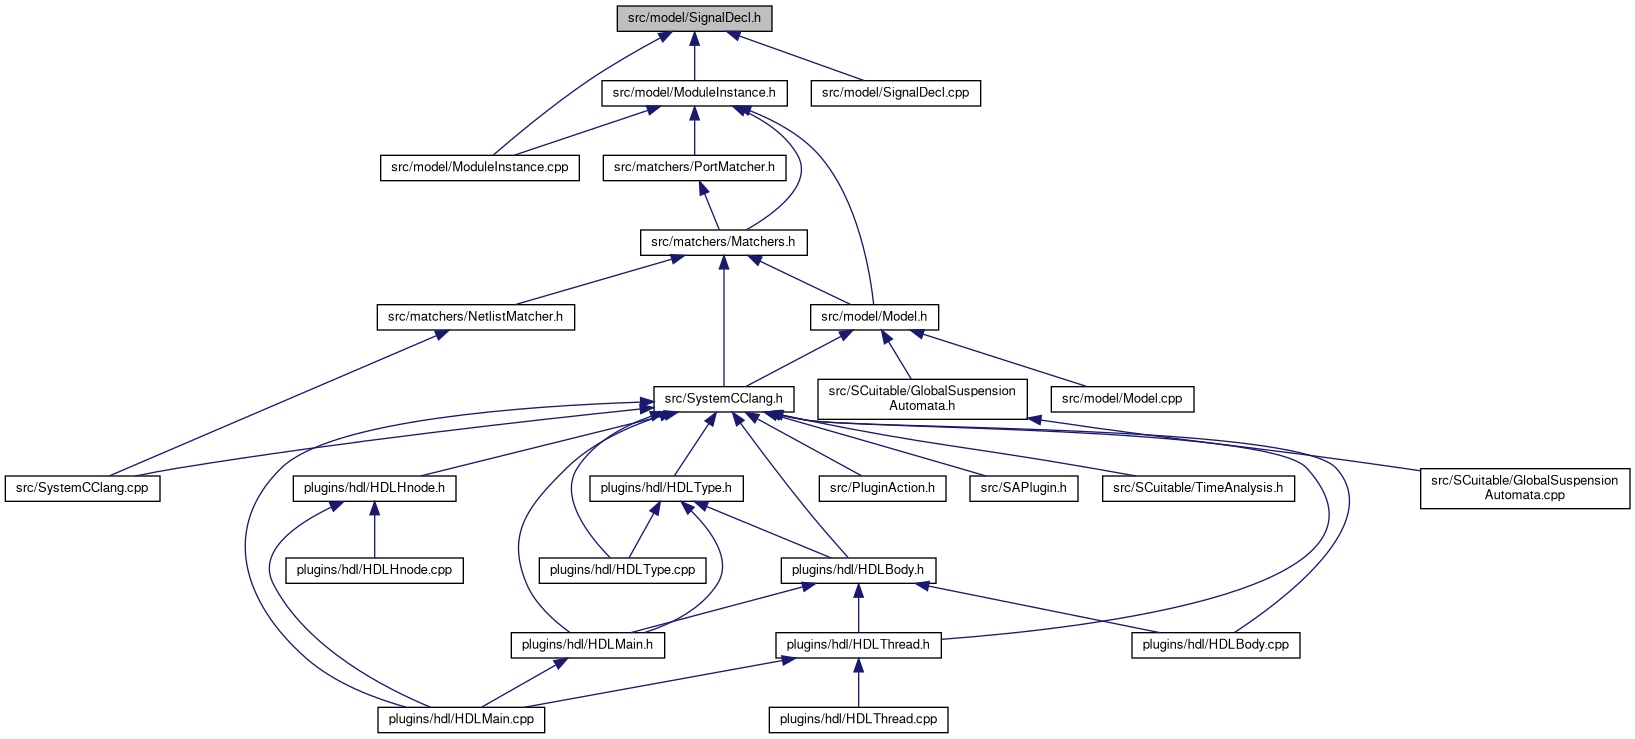 src/model/SignalDecl.h
src/model/ModuleInstance.h
src/model/SignalDecl.cpp
src/model/ModuleInstance.cpp
src/matchers/PortMatcher.h
src/matchers/Matchers.h
src/matchers/NetlistMatcher.h
src/model/Model.h
src/SystemCClang.h
src/SCuitable/GlobalSuspension
Automata.h
src/model/Model.cpp
src/SystemCClang.cpp
plugins/hdl/HDLHnode.h
plugins/hdl/HDLType.h
src/PluginAction.h
src/SAPlugin.h
src/SCuitable/TimeAnalysis.h
src/SCuitable/GlobalSuspension
Automata.cpp
plugins/hdl/HDLHnode.cpp
plugins/hdl/HDLType.cpp
plugins/hdl/HDLBody.h
plugins/hdl/HDLMain.h
plugins/hdl/HDLThread.h
plugins/hdl/HDLBody.cpp
plugins/hdl/HDLMain.cpp
plugins/hdl/HDLThread.cpp